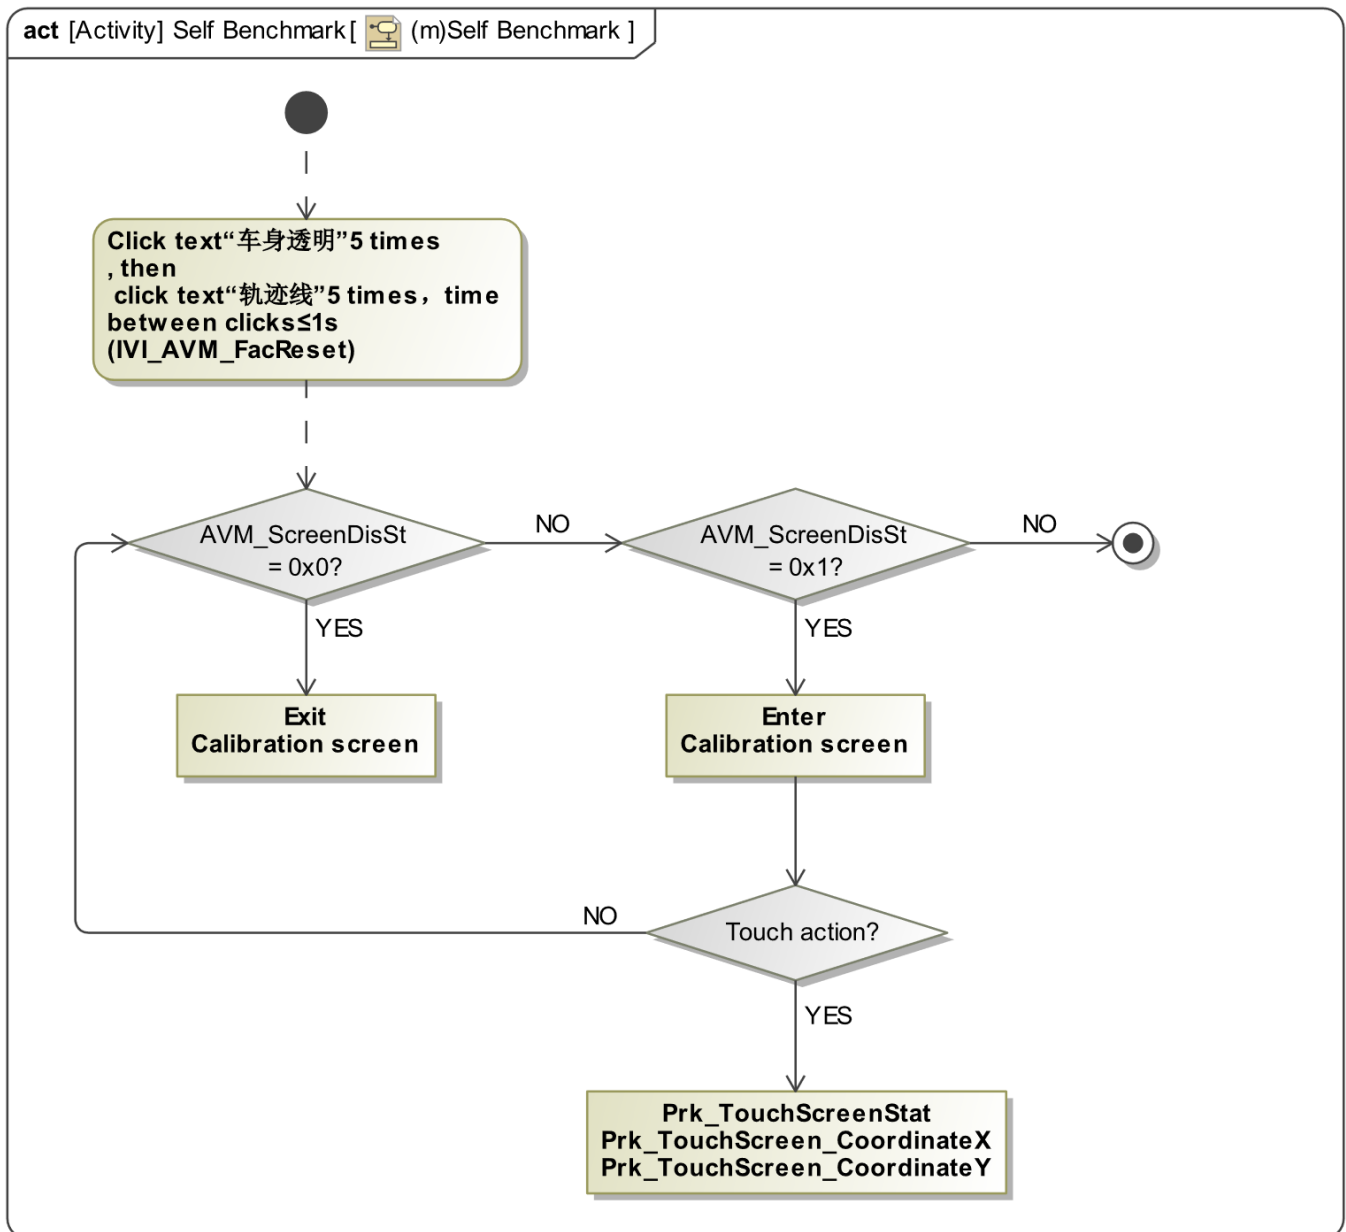 act [Activity] Self Benchmark[ (m)Self Benchmark ]
Click text“车身透明”5 times
, then
click text“轨迹线”5 times，time
between clicks≤1s
(IVI_AVM_FacReset)
AVM_ScreenDisSt
= 0x0?
NO
AVM_ScreenDisSt
= 0x1?
NO
YES
YES
Exit
Calibration screen
Enter
Calibration screen
NO
Touch action?
YES
Prk_TouchScreenStat
Prk_TouchScreen_CoordinateX
Prk_TouchScreen_CoordinateY